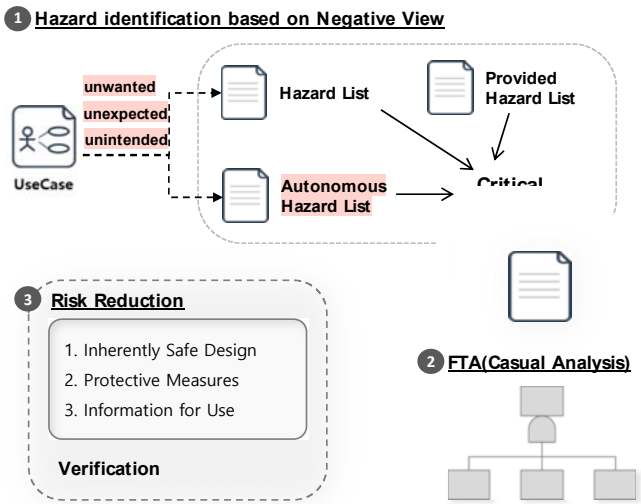 1 Hazard identification based on Negative View
unwanted
unexpected
unintended
UseCase
Hazard List
Provided
Hazard List
Autonomous
Hazard List
Critical
3 Risk Reduction
1. Inherently Safe Design
2. Protective Measures
3. Information for Use
Verification
2 FTA(Casual Analysis)